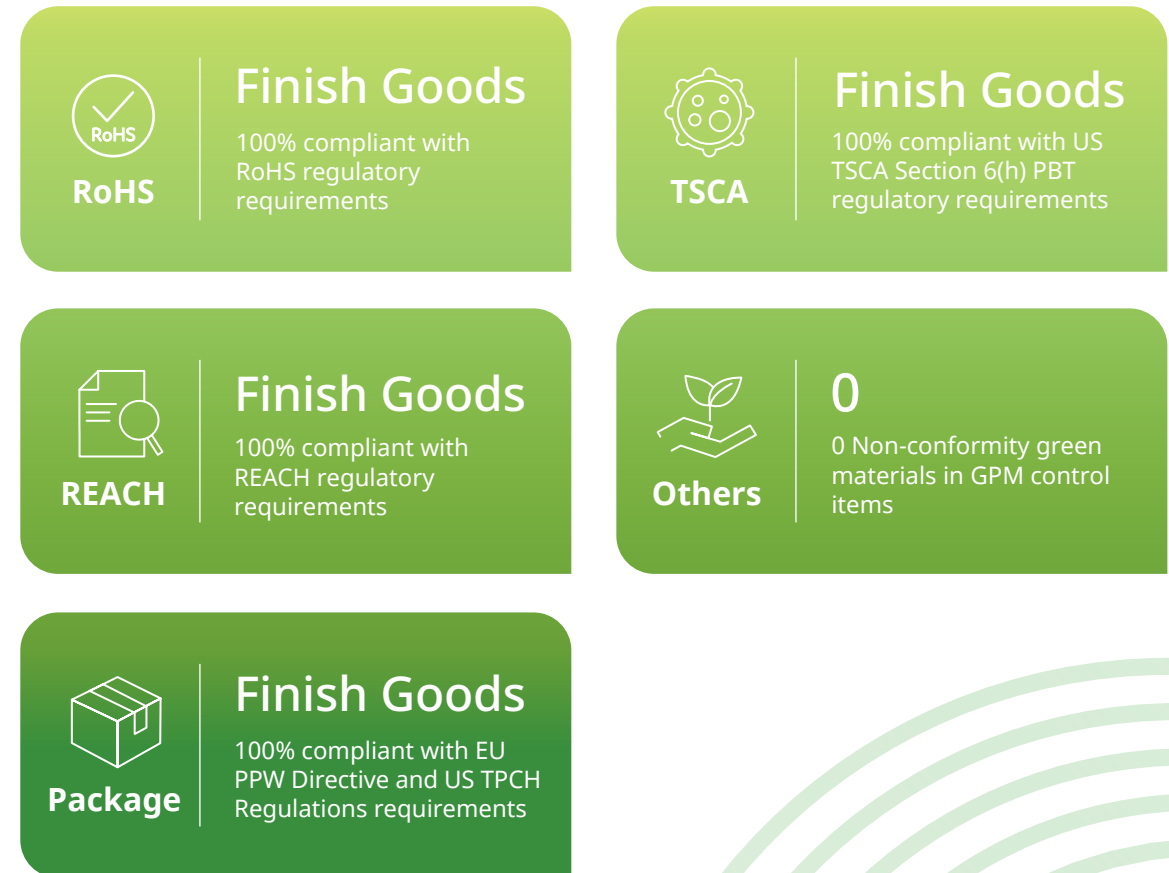 RoHS
RoHS
Finish Goods
100% compliant with
RoHS regulatory
requirements
TSCA
Finish Goods
100% compliant with US
TSCA Section 6(h) PBT
regulatory requirements
REACH
Finish Goods
100% compliant with
REACH regulatory
requirements
Others
0
0 Non-conformity green
materials in GPM control
items
Package
Finish Goods
100% compliant with EU
PPW Directive and US TPCH
Regulations requirements